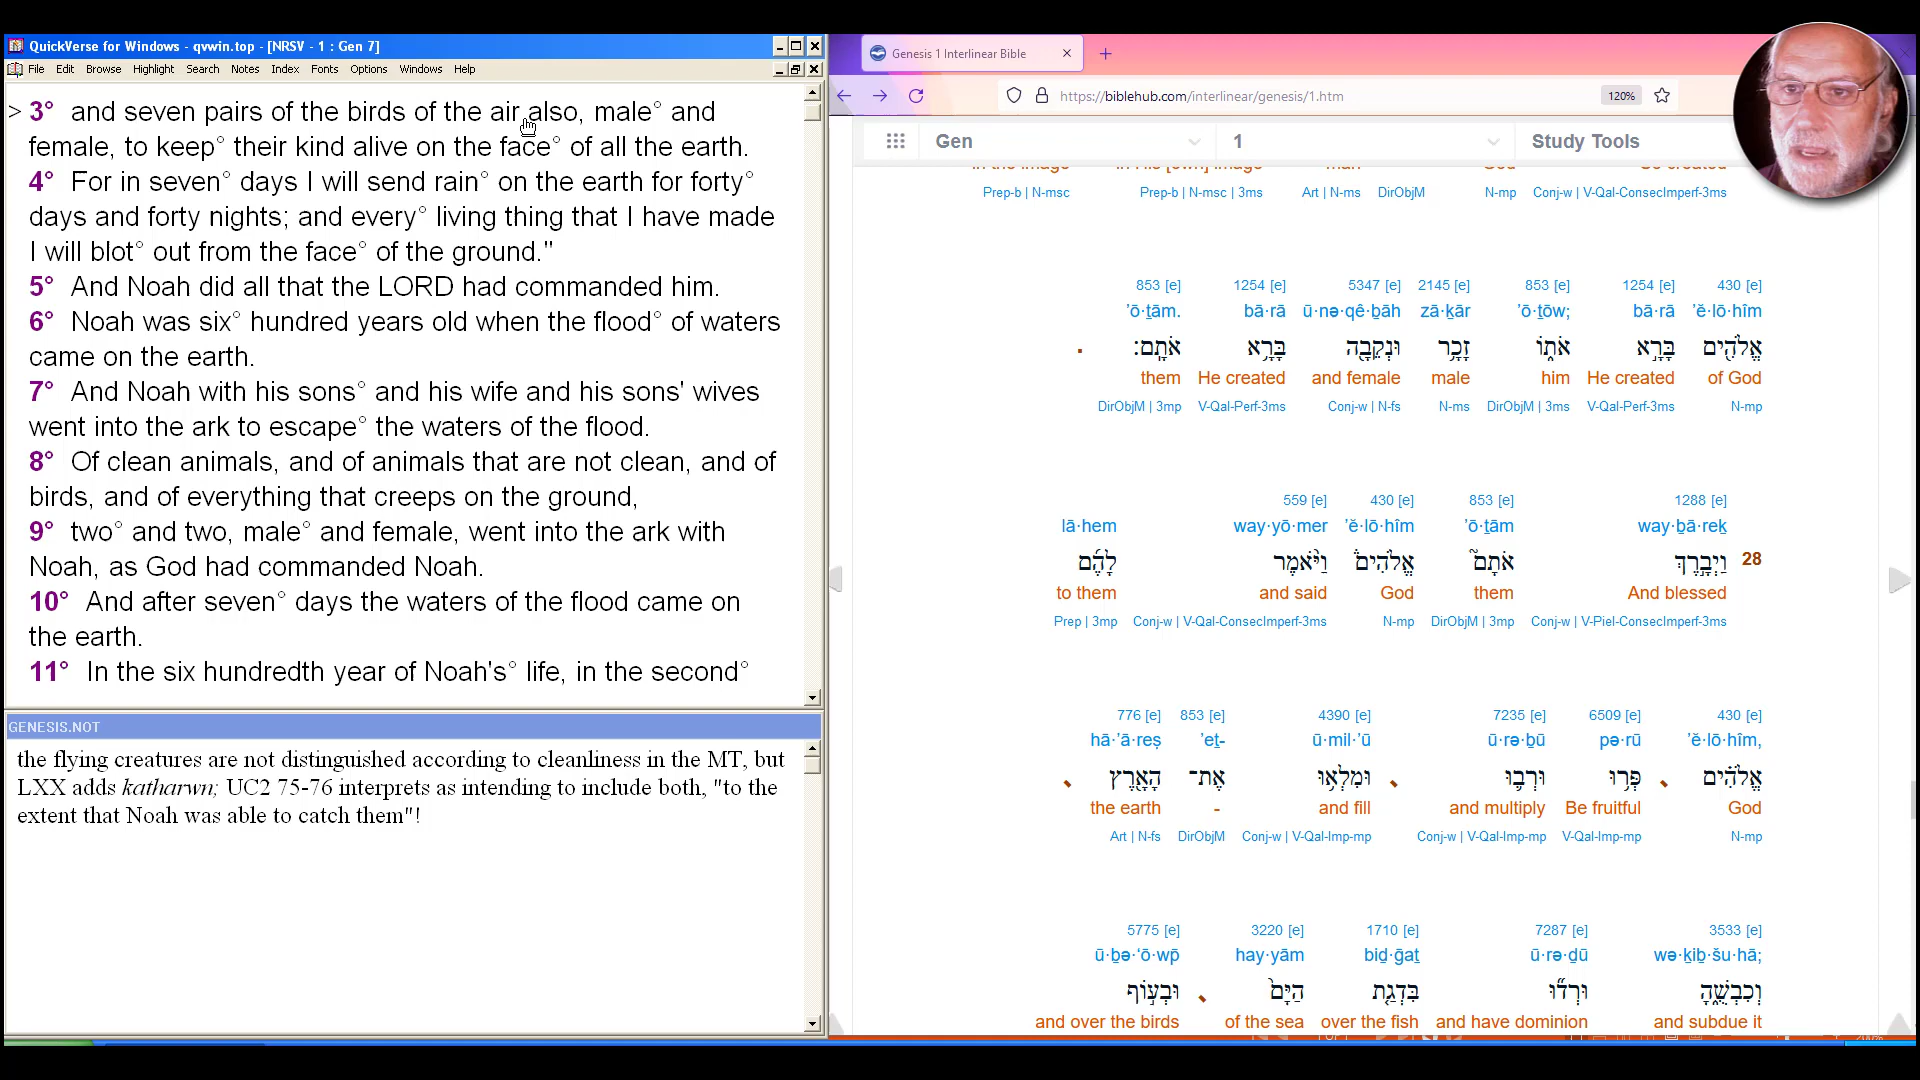 QuickVerse for Windows - qvwin.top - [NRSV - 1 : Gen 7]
File Edit Browse Highlight Search Notes Index Fonts Options Windows Help
> 3° and seven pairs of the birds of the air also, male° and
female, to keep° their kind alive on the face° of all the earth.
4° For in seven° days I will send rain° on the earth for forty°
days and forty nights; and every° living thing that I have made
I will blot° out from the face° of the ground."
5° And Noah did all that the LORD had commanded him.
6° Noah was six° hundred years old when the flood° of waters
came on the earth.
7° And Noah with his sons° and his wife and his sons' wives
went into the ark to escape° the waters of the flood.
8° Of clean animals, and of animals that are not clean, and of
birds, and of everything that creeps on the ground,
9° two° and two, male° and female, went into the ark with
Noah, as God had commanded Noah.
10° And after seven° days the waters of the flood came on
the earth.
11° In the six hundredth year of Noah's° life, in the second°
GENESIS.NOT
the flying creatures are not distinguished according to cleanliness in the MT, but
LXX adds katharwn; UC2 75-76 interprets as intending to include both, "to the
extent that Noah was able to catch them"!
Genesis 1 Interlinear Bible
https://biblehub.com/interlinear/genesis/1.htm 120%
Gen 1 Study Tools
Prep-b | N-msc Prep-b | N-msc | 3ms Art | N-ms DirObjM N-mp Conj-w | V-Qal-ConsecImperf-3ms
853 [e] 1254 [e] 5347 [e] 2145 [e] 853 [e] 1254 [e] 430 [e]
’ō·ṯām. bā·rā ū·nə·qê·ḇāh zā·ḵār ’ō·ṯōw; bā·rā ’ĕ·lō·hîm
אֱלֹהִ֖ים בָּרָ֣א אֹת֑וֹ זָכָ֥ר וּנְקֵבָ֖ה בָּרָ֥א אֹתָֽם׃ .
them He created and female male him He created of God
DirObjM | 3mp V-Qal-Perf-3ms Conj-w | N-fs N-ms DirObjM | 3ms V-Qal-Perf-3ms N-mp
559 [e] 430 [e] 853 [e] 1288 [e]
lā·hem way·yō·mer ’ĕ·lō·hîm ’ō·ṯām way·ḇā·reḵ
28 וַיְבָ֣רֶךְ אֹתָם֮ אֱלֹהִים֒ וַיֹּ֨אמֶר לָהֶ֜ם
to them and said God them And blessed
Prep | 3mp Conj-w | V-Qal-ConsecImperf-3ms N-mp DirObjM | 3mp Conj-w | V-Piel-ConsecImperf-3ms
776 [e] 853 [e] 4390 [e] 7235 [e] 6509 [e] 430 [e]
hā·’ā·reṣ ’eṯ- ū·mil·’ū ū·rə·ḇū pə·rū ’ĕ·lō·hîm,
אֱלֹהִ֗ים פְּר֥וּ וּרְב֛וּ וּמִלְא֥וּ אֶת־ הָאָ֖רֶץ
the earth - and fill and multiply Be fruitful God
Art | N-fs DirObjM Conj-w | V-Qal-Imp-mp Conj-w | V-Qal-Imp-mp V-Qal-Imp-mp N-mp
5775 [e] 3220 [e] 1710 [e] 7287 [e] 3533 [e]
ū·ḇə·‘ō·wp̄ hay·yām biḏ·ḡaṯ ū·rə·ḏū wə·ḵiḇ·šu·hā;
וְכִבְשֻׁ֑הָ וּרְד֞וּ בִּדְגַ֤ת הַיָּם֙ וּבְע֣וֹף
and over the birds of the sea over the fish and have dominion and subdue it